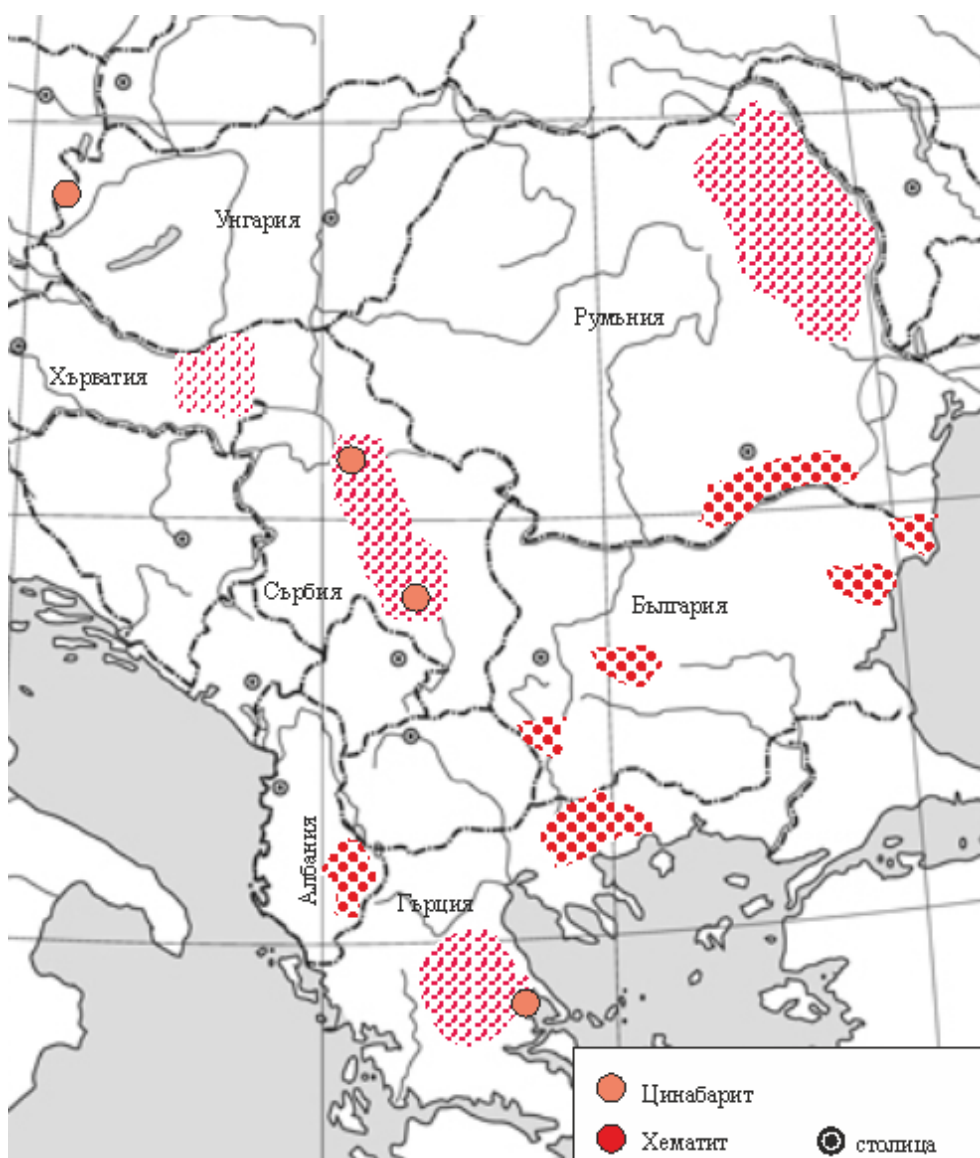 Унгария
Румъния
Хърватия
Сърбия
България
Албания
Гърция
Цинабарит
Хематит
столица